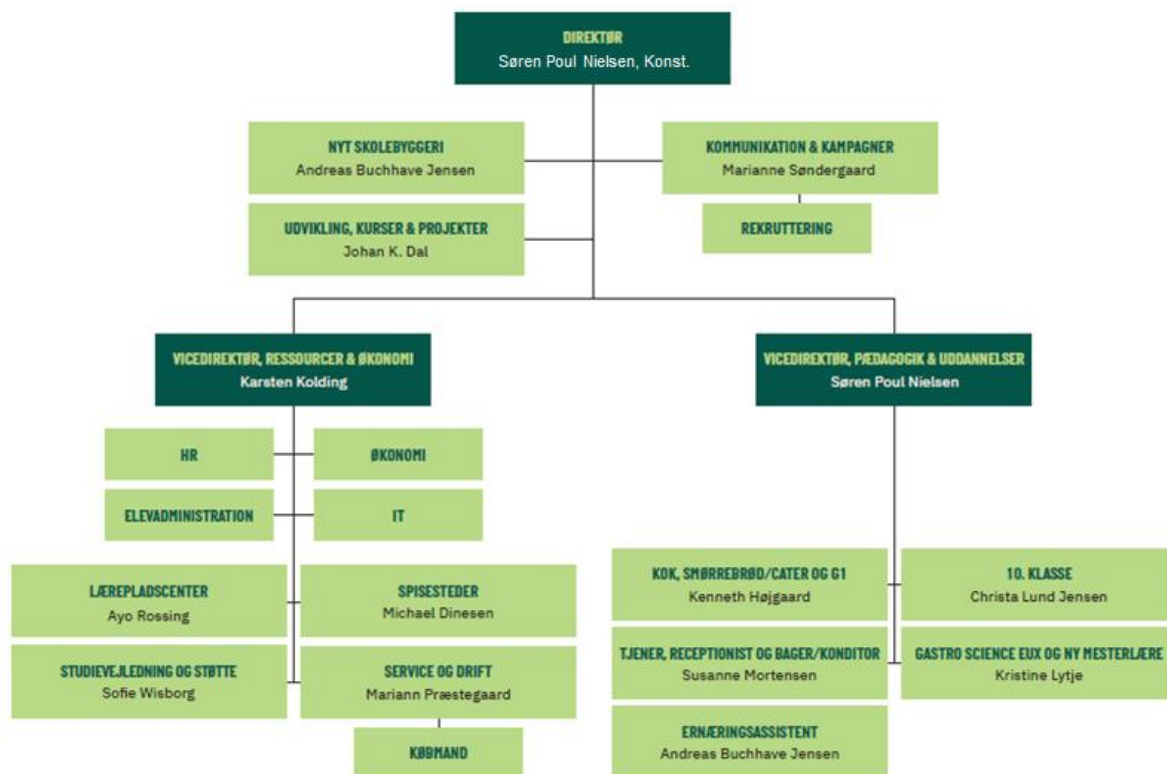 DIREKTØR
Søren Poul Nielsen, Konst.
NYT SKOLEBYGGERI
Andreas Buchhave Jensen
KOMMUNIKATION & KAMPAGNER
Marianne Søndergaard
UDVIKLING, KURSER & PROJEKTER
Johan K. Dal
REKRUTTERING
VICEDIREKTØR, RESSOURCER & ØKONOMI
Karsten Kolding
VICEDIREKTØR, PÆDAGOGIK & UDDANNELSER
Søren Poul Nielsen
HR
ØKONOMI
ELEVADMINISTRATION
IT
LÆREPLADSCENTER
Ayo Rossing
SPISESTEDER
Michael Dinesen
STUDIEVEJLEDNING OG STØTTE
Sofie Wisborg
SERVICE OG DRIFT
Mariann Præstegaard
KØBMAND
KOK, SMØRREBRØD/CATER OG G1
Kenneth Højgaard
10. KLASSE
Christa Lund Jensen
TJENER, RECEPTIONIST OG BAGER/KONDITOR
Susanne Mortensen
GASTRO SCIENCE EUX OG NY MESTERLÆRE
Kristine Lytje
ERNÆRINGSASSISTENT
Andreas Buchhave Jensen